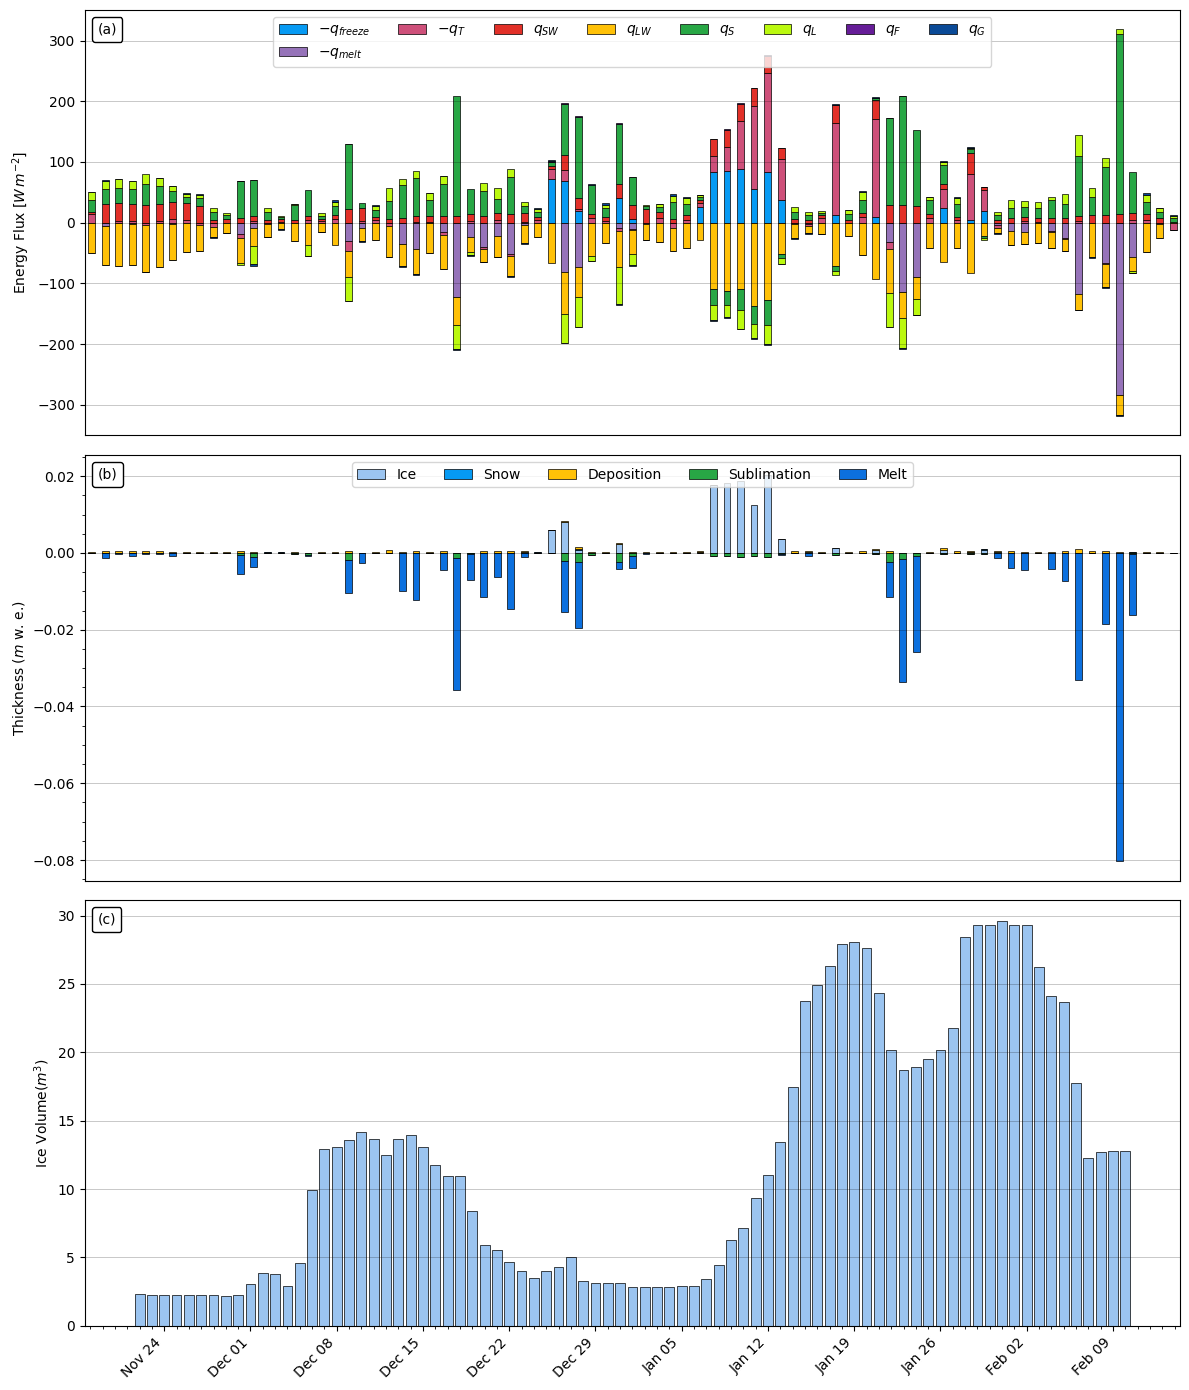 (a)
−q_freeze −q_T q_SW q_LW q_S q_L q_F q_G
−q_melt
300
200
100
0
−100
−200
−300
Energy Flux [W m⁻²]
(b)
Ice Snow Deposition Sublimation Melt
0.02
0.00
−0.02
−0.04
−0.06
−0.08
Thickness (m w. e.)
(c)
30
25
20
15
10
5
0
Ice Volume(m³)
Nov 24 Dec 01 Dec 08 Dec 15 Dec 22 Dec 29 Jan 05 Jan 12 Jan 19 Jan 26 Feb 02 Feb 09